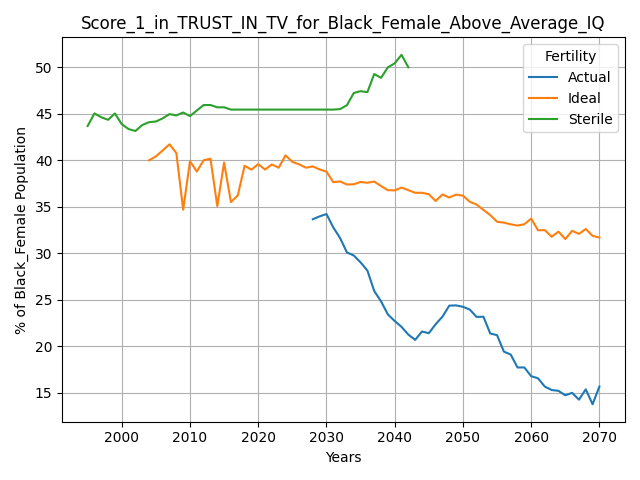 Score_1_in_TRUST_IN_TV_for_Black_Female_Above_Average_IQ
Fertility
Actual
Ideal
Sterile
% of Black_Female Population
50
45
40
35
30
25
20
15
2000 2010 2020 2030 2040 2050 2060 2070
Years